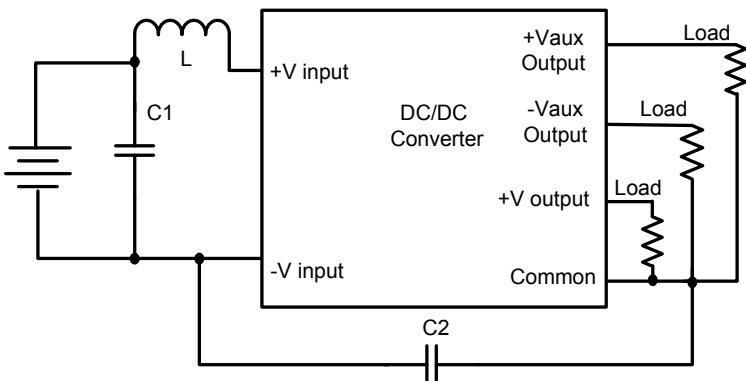 L
C1
+V input
-V input
DC/DC
Converter
+Vaux
Output
-Vaux
Output
+V output
Common
Load
Load
Load
C2